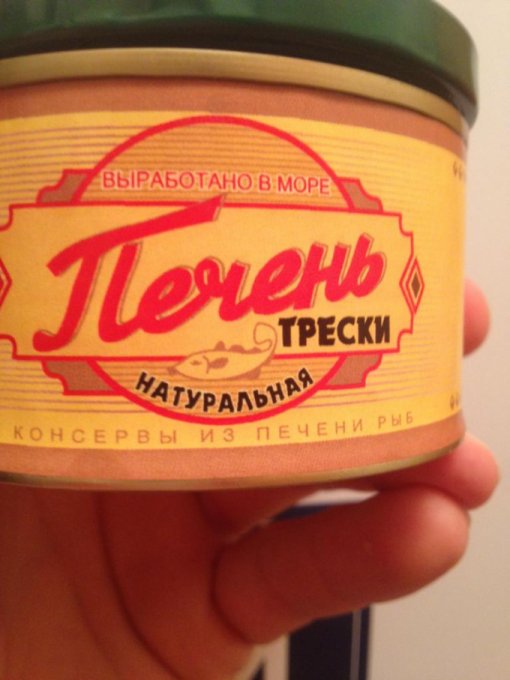 ВЫРАБОТАНО В МОРЕ
Печень
ТРЕСКИ
НАТУРАЛЬНАЯ
КОНСЕРВЫ ИЗ ПЕЧЕНИ РЫБ